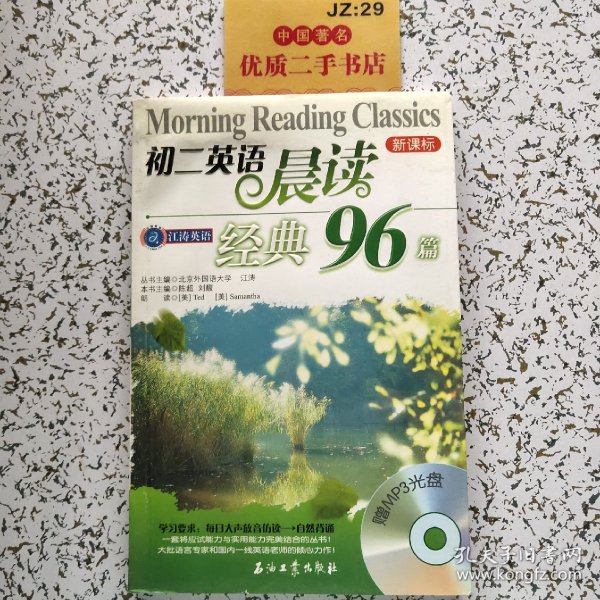 JZ:29
中国著名
优质二手书店
Morning Reading Classics
初二英语晨读
新课标
江涛英语
经典96篇
丛书主编◎北京外国语大学 江涛
本书主编◎陈超 刘靓
朗 读◎[美] Ted [美] Samantha
赠MP3光盘
学习要求:每日大声放音仿读→自然背诵
一套将应试能力与实用能力完美结合的丛书!
大批语言专家和国内一线英语老师的倾心力作!
石油工业出版社
孔夫子旧书网
www.kongfz.com